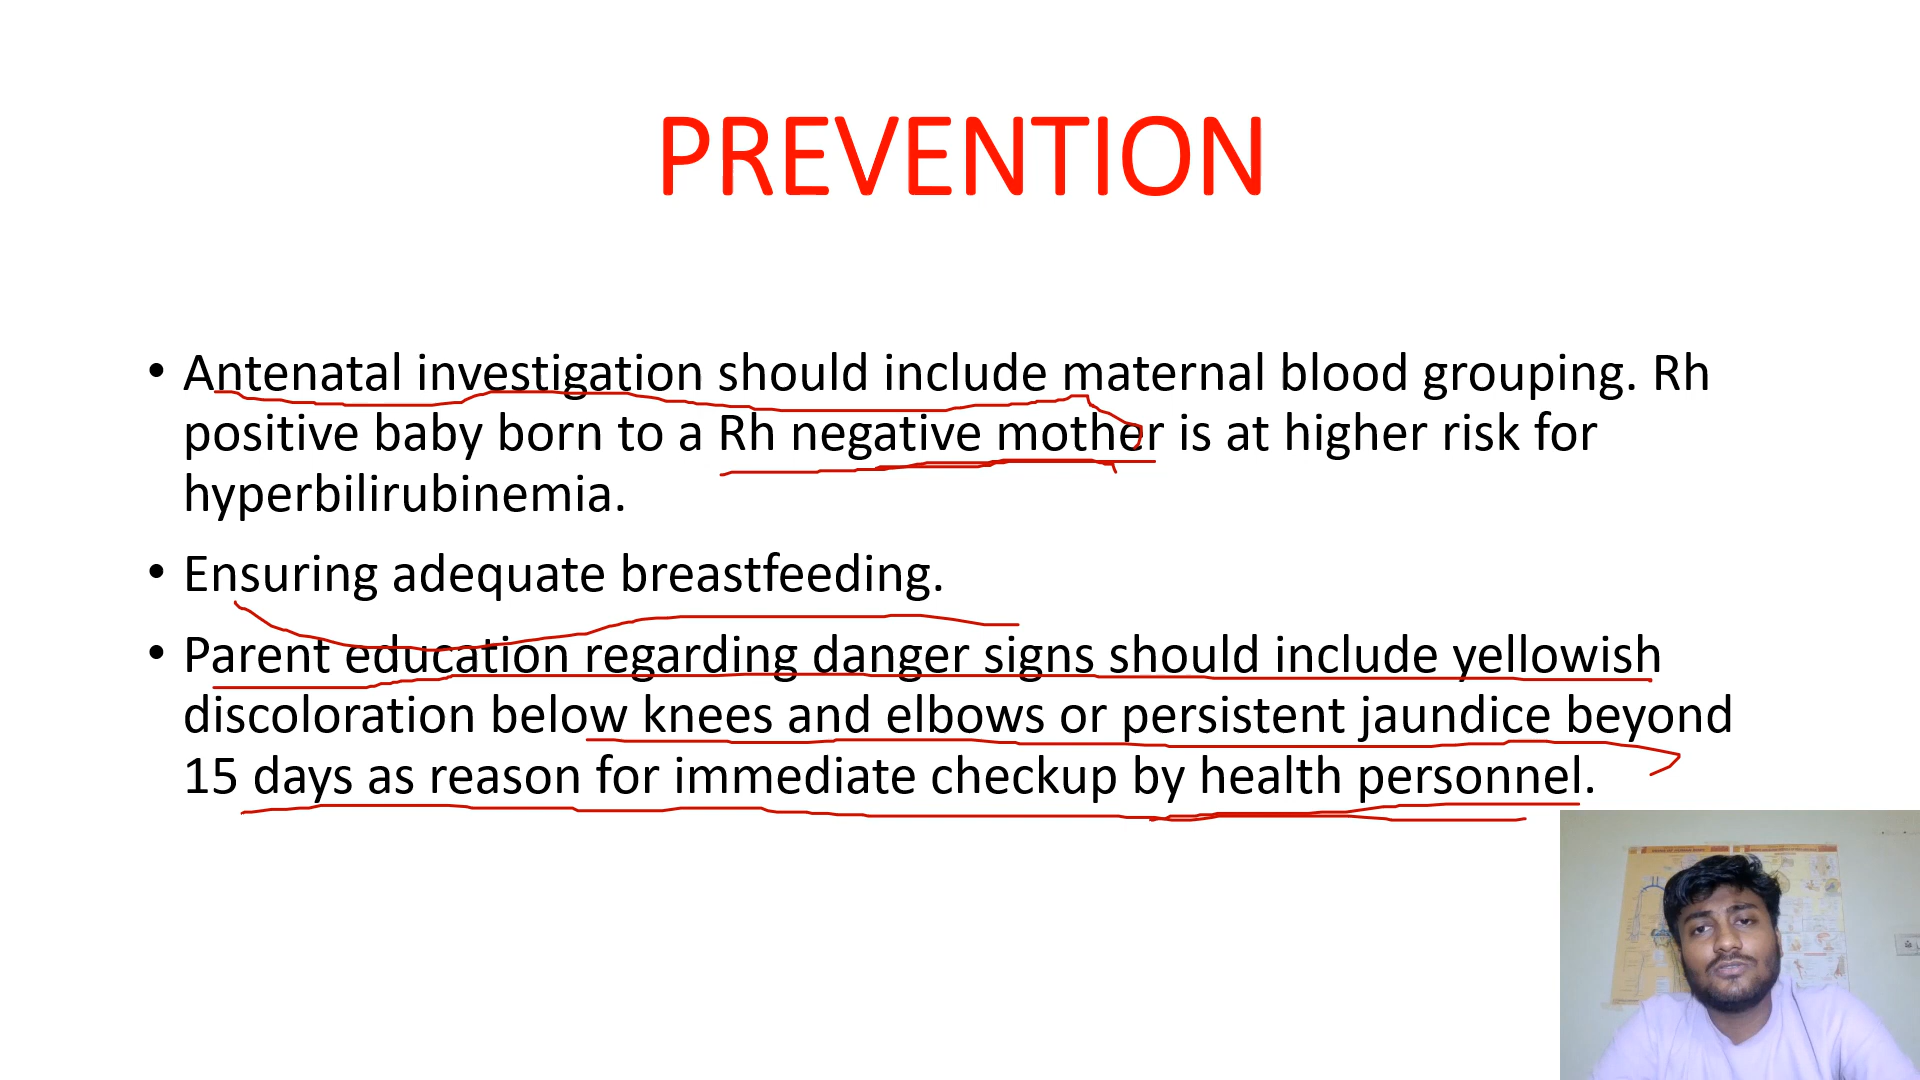 PREVENTION
• Antenatal investigation should include maternal blood grouping. Rh
positive baby born to a Rh negative mother is at higher risk for
hyperbilirubinemia.
• Ensuring adequate breastfeeding.
• Parent education regarding danger signs should include yellowish
discoloration below knees and elbows or persistent jaundice beyond
15 days as reason for immediate checkup by health personnel.